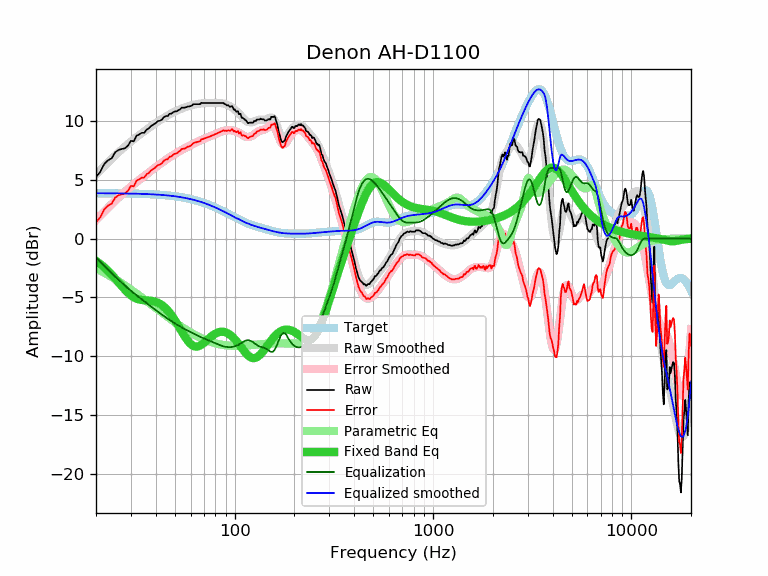 Denon AH-D1100
10
5
0
−5
−10
−15
−20
Amplitude (dBr)
Target
Raw Smoothed
Error Smoothed
Raw
Error
Parametric Eq
Fixed Band Eq
Equalization
Equalized smoothed
100 1000 10000
Frequency (Hz)